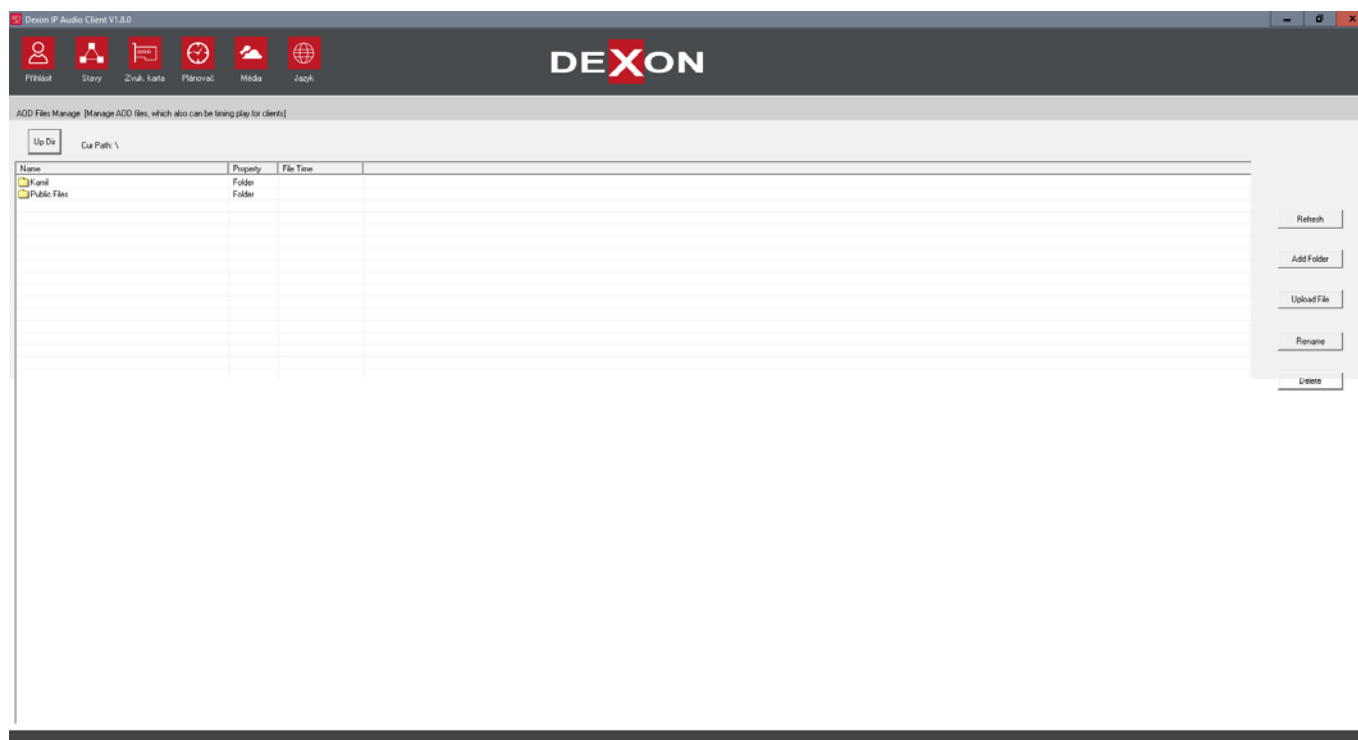 Dexon IP Audio Client V1.8.0
Přihlásit Stavy Zvuk. karta Plánovač Média Jazyk
DEXON
AOD Files Manage [Manage AOD files, which also can be timing play for clients]
Up Dir Cur Path: \
Name Property File Time
Kamil Folder
Public Files Folder
Refresh
Add Folder
Upload File
Rename
Delete